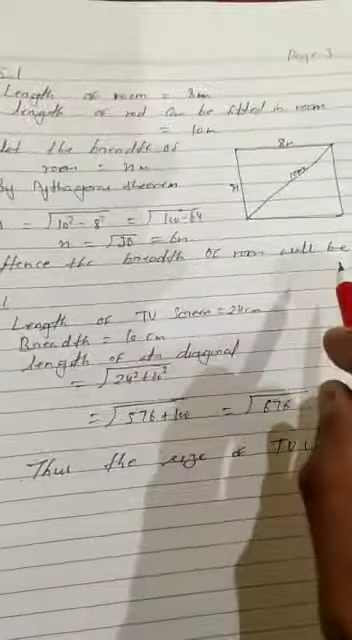 Page 3
Length of room = 8m
length of rod can be fitted in room
= 10m
Let the breadth of
room = xm
By Pythagoras theorem
= √10² - 8² = √100-64
x = √36 = 6m
Hence the breadth of room will be
8m
10m
x
Length of TV Screen = 24cm
Breadth = 10 cm
length of its diagonal
= √24² + 10²
= √576 + 100 = √676
Thus the size of TV